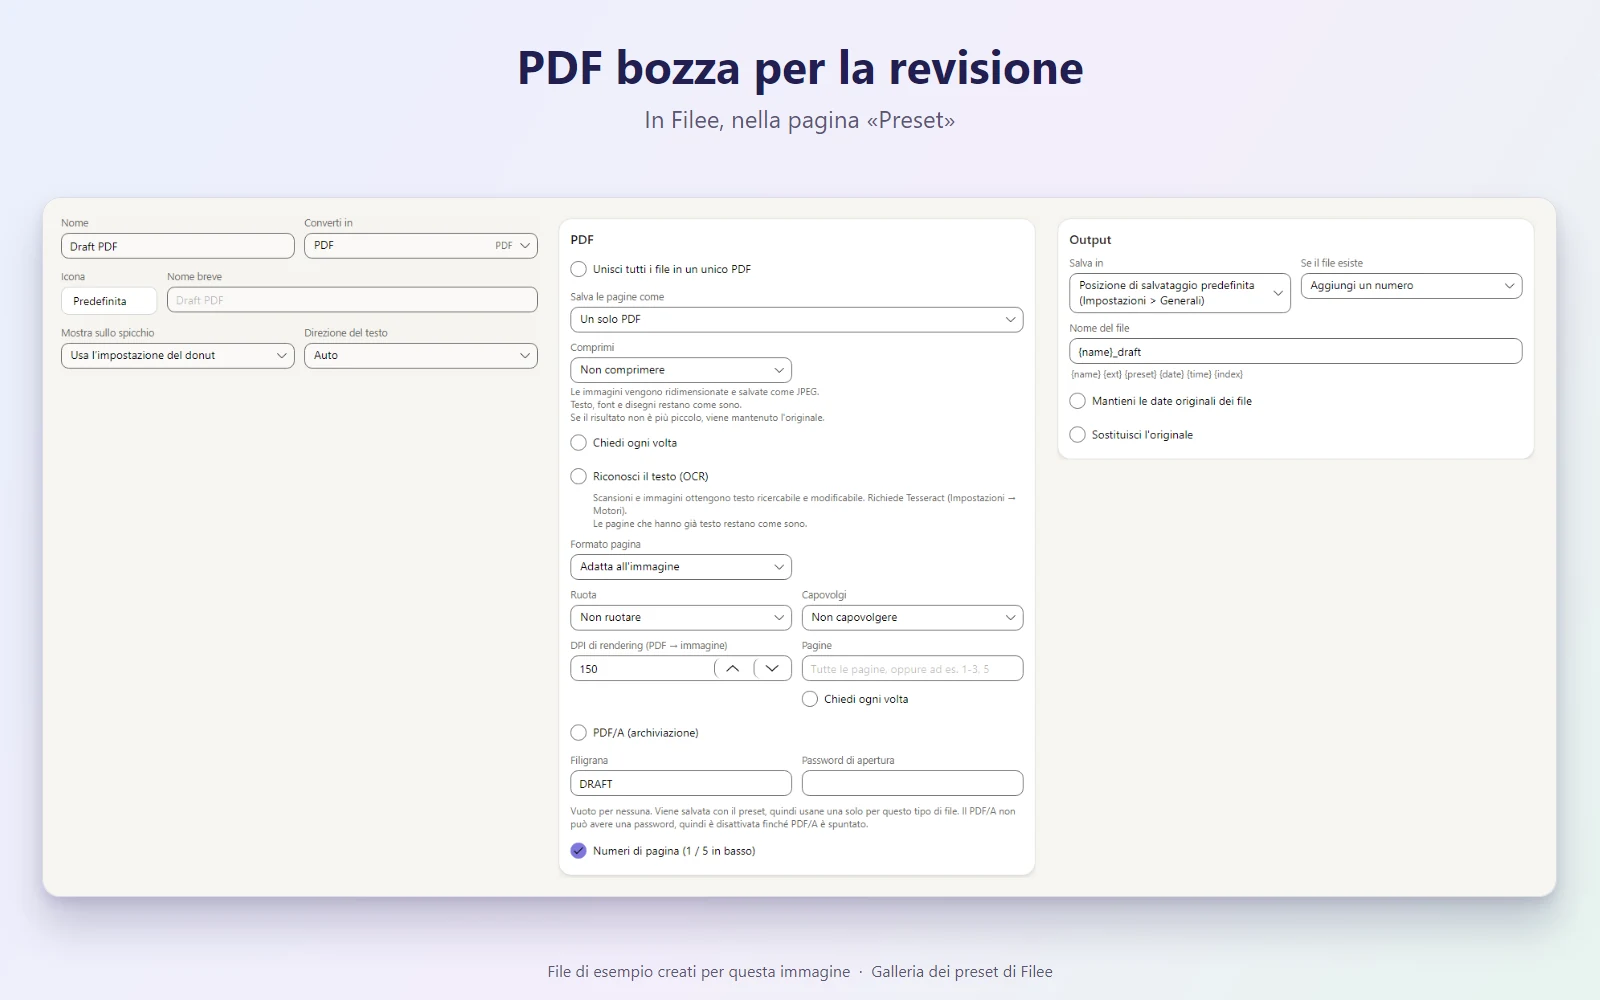 PDF bozza per la revisione
In Filee, nella pagina «Preset»
Nome
Converti in
Draft PDF
PDF PDF
Icona
Nome breve
Predefinita
Draft PDF
Mostra sullo spicchio
Direzione del testo
Usa l'impostazione del donut
Auto
PDF
Unisci tutti i file in un unico PDF
Salva le pagine come
Un solo PDF
Comprimi
Non comprimere
Le immagini vengono ridimensionate e salvate come JPEG.
Testo, font e disegni restano come sono.
Se il risultato non è più piccolo, viene mantenuto l'originale.
Chiedi ogni volta
Riconosci il testo (OCR)
Scansioni e immagini ottengono testo ricercabile e modificabile. Richiede Tesseract (Impostazioni →
Motori).
Le pagine che hanno già testo restano come sono.
Formato pagina
Adatta all'immagine
Ruota
Capovolgi
Non ruotare
Non capovolgere
DPI di rendering (PDF → immagine)
Pagine
150
Tutte le pagine, oppure ad es. 1-3, 5
Chiedi ogni volta
PDF/A (archiviazione)
Filigrana
Password di apertura
DRAFT
Vuoto per nessuna. Viene salvata con il preset, quindi usane una solo per questo tipo di file. Il PDF/A non
può avere una password, quindi è disattivata finché PDF/A è spuntato.
Numeri di pagina (1 / 5 in basso)
Output
Salva in
Se il file esiste
Posizione di salvataggio predefinita
(Impostazioni > Generali)
Aggiungi un numero
Nome del file
{name}_draft
{name} {ext} {preset} {date} {time} {index}
Mantieni le date originali dei file
Sostituisci l'originale
File di esempio creati per questa immagine · Galleria dei preset di Filee